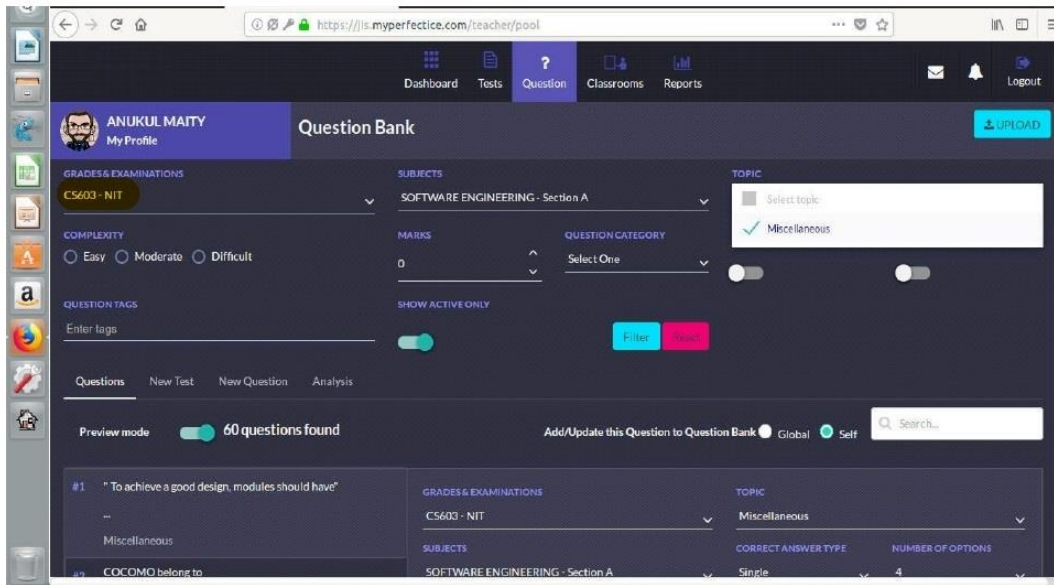 https://jis.myperfectice.com/teacher/pool
Dashboard Tests Question Classrooms Reports Logout
ANUKUL MAITY
My Profile
Question Bank
UPLOAD
GRADES & EXAMINATIONS SUBJECTS TOPIC
CS603 - NIT SOFTWARE ENGINEERING - Section A Select topic
Miscellaneous
COMPLEXITY MARKS QUESTION CATEGORY
Easy Moderate Difficult 0 Select One
QUESTION TAGS SHOW ACTIVE ONLY
Enter tags
Filter Reset
Questions New Test New Question Analysis
Preview mode 60 questions found Add/Update this Question to Question Bank Global Self Search...
#1 " To achieve a good design, modules should have"
...
Miscellaneous
GRADES & EXAMINATIONS TOPIC
CS603 - NIT Miscellaneous
SUBJECTS CORRECT ANSWER TYPE NUMBER OF OPTIONS
#2 COCOMO belong to SOFTWARE ENGINEERING - Section A Single 4